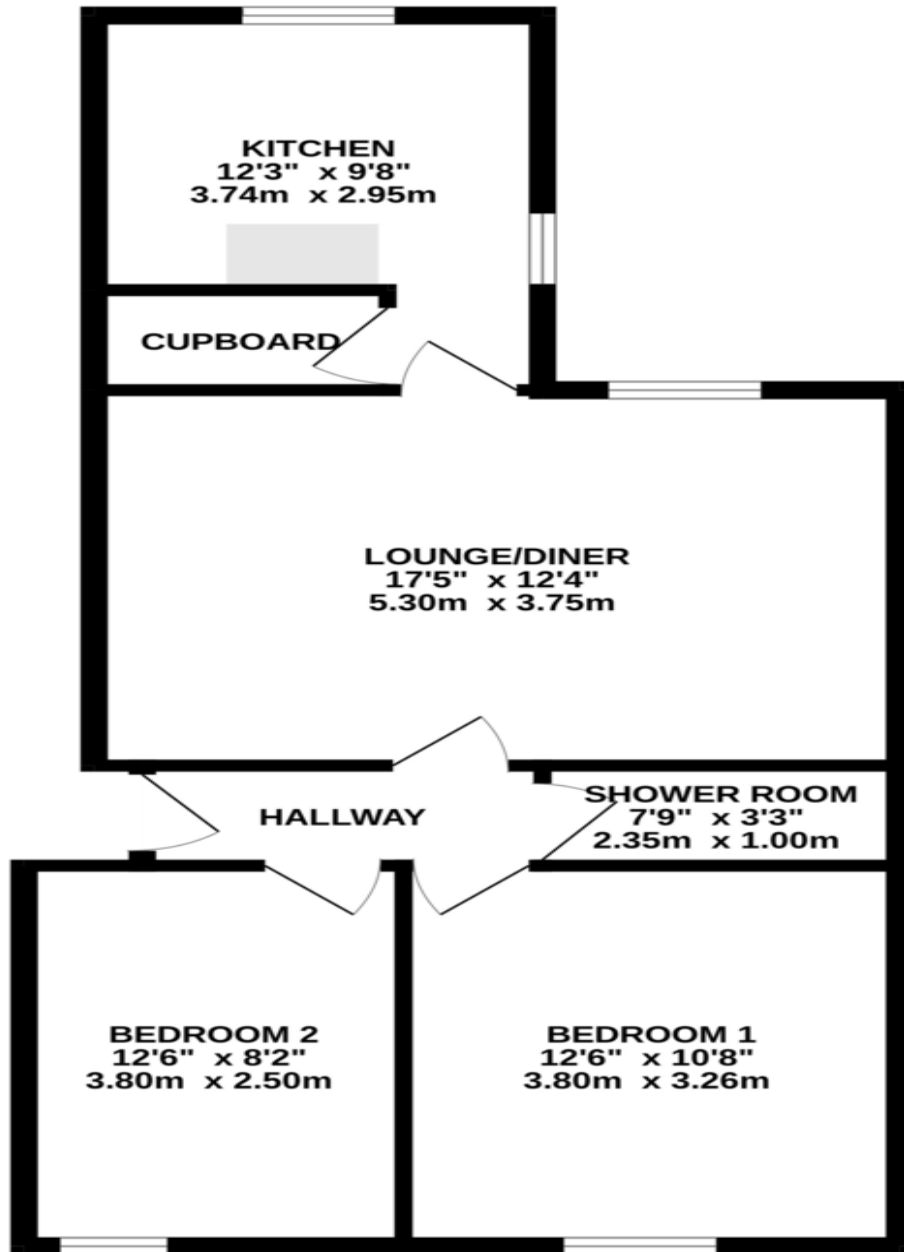 KITCHEN
12'3" x 9'8"
3.74m x 2.95m
CUPBOARD
LOUNGE/DINER
17'5" x 12'4"
5.30m x 3.75m
HALLWAY
SHOWER ROOM
7'9" x 3'3"
2.35m x 1.00m
BEDROOM 2
12'6" x 8'2"
3.80m x 2.50m
BEDROOM 1
12'6" x 10'8"
3.80m x 3.26m